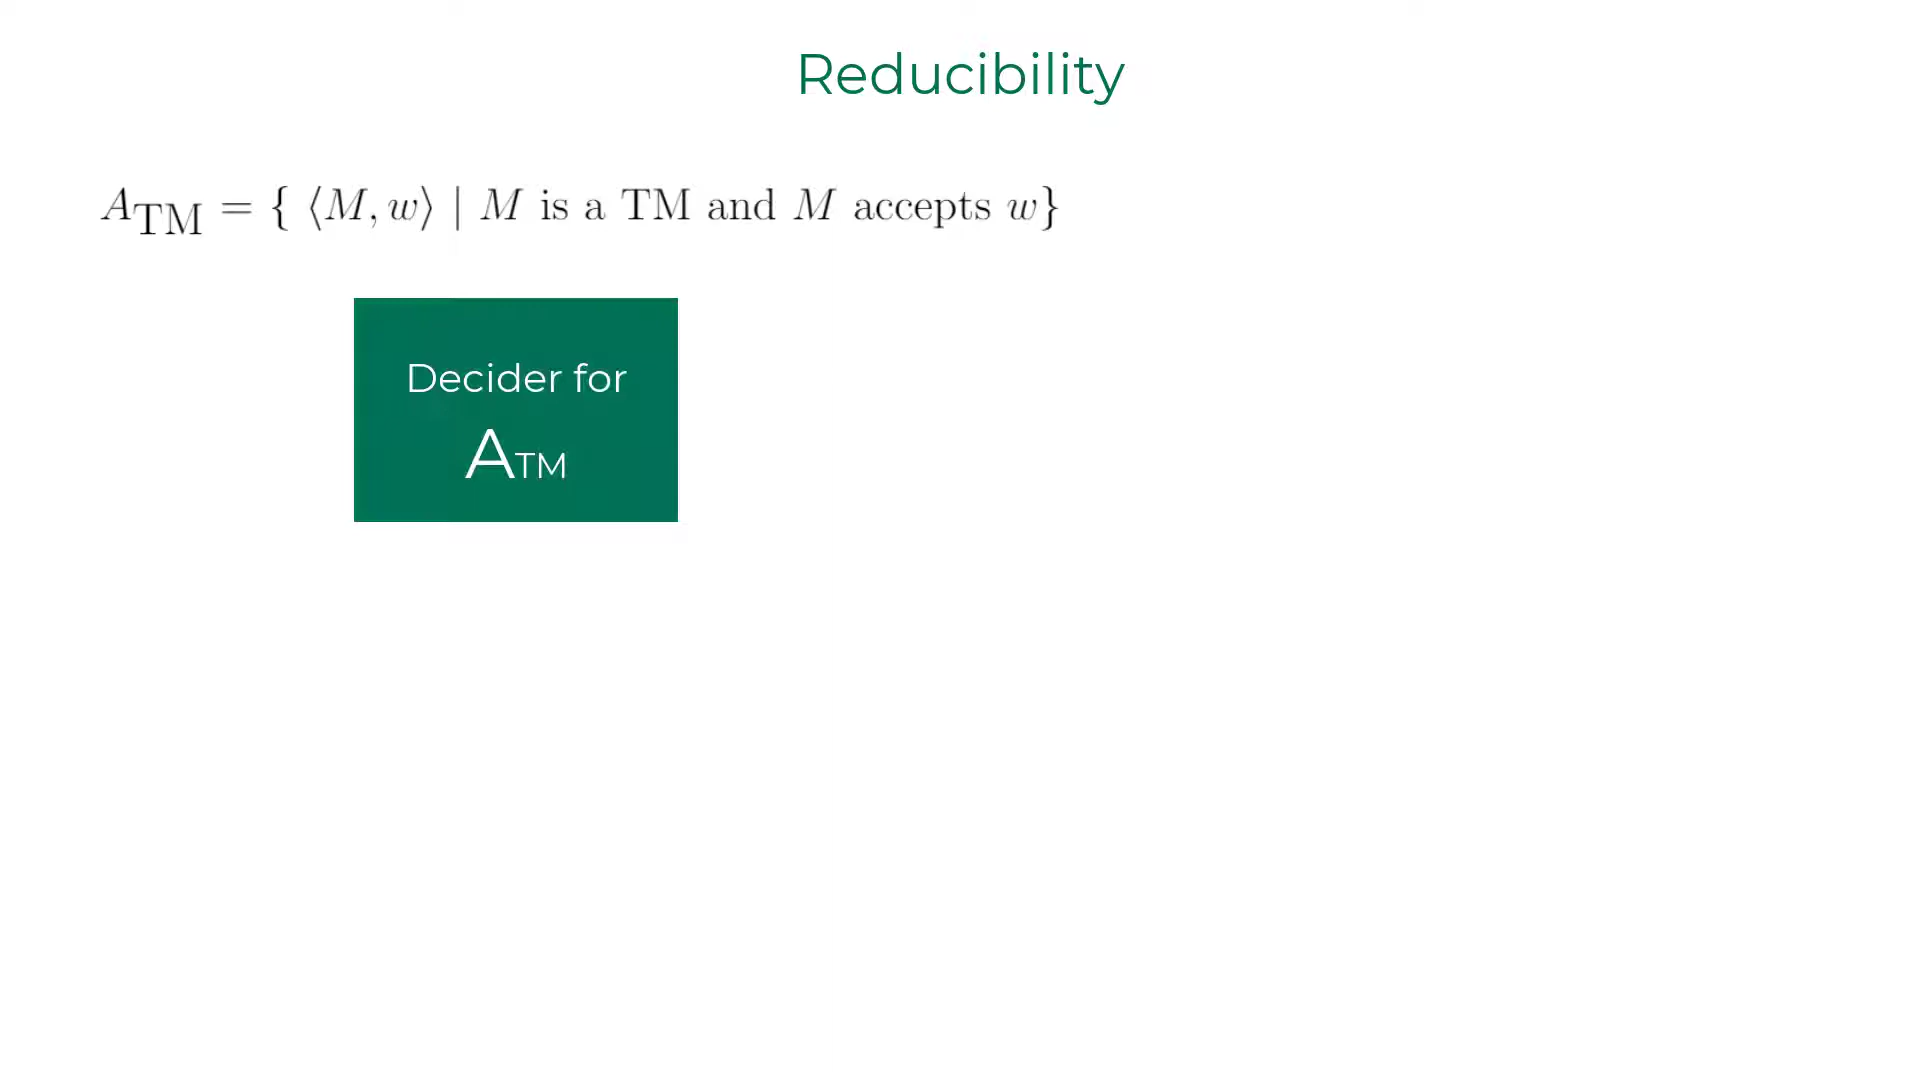 Reducibility
A_TM = { ⟨M, w⟩ | M is a TM and M accepts w}
Decider for
ATM